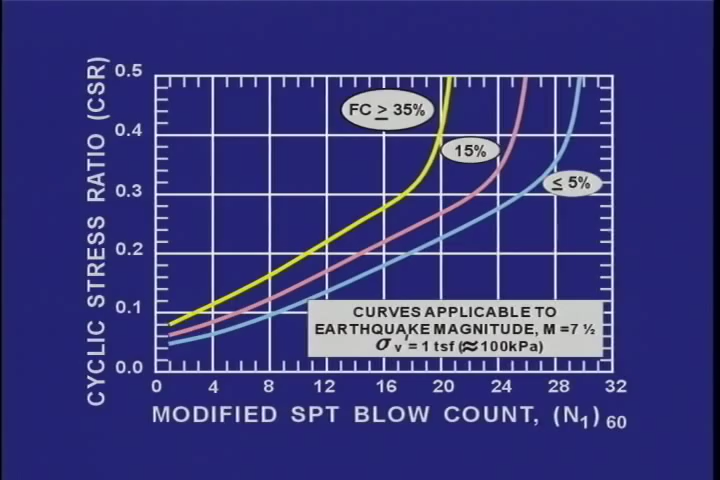 CYCLIC STRESS RATIO (CSR)
0.5
0.4
0.3
0.2
0.1
0.0
FC ≥ 35%
15%
≤ 5%
CURVES APPLICABLE TO
EARTHQUAKE MAGNITUDE, M =7 ½
σv' = 1 tsf (≈100kPa)
0 4 8 12 16 20 24 28 32
MODIFIED SPT BLOW COUNT, (N1) 60